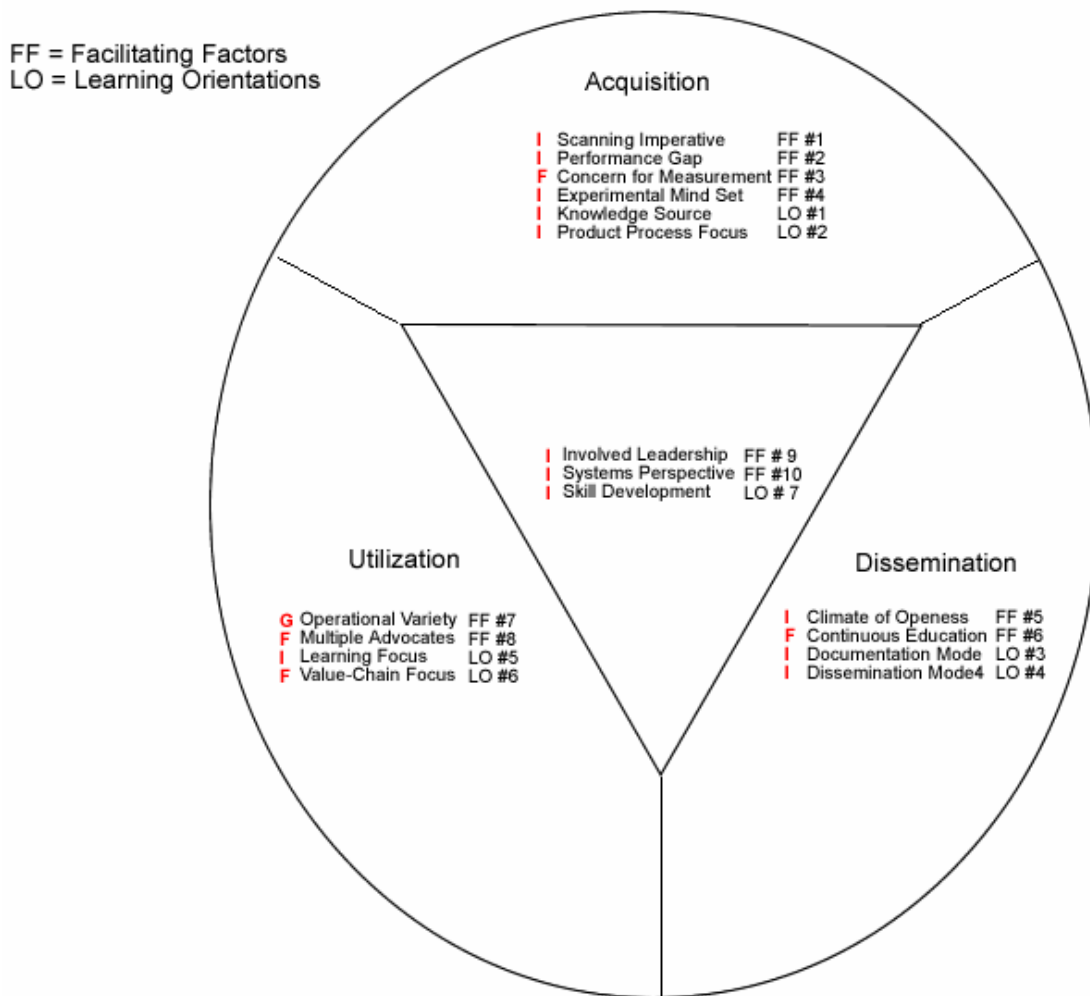 FF = Facilitating Factors
LO = Learning Orientations
Acquisition
I Scanning Imperative FF #1
I Performance Gap FF #2
F Concern for Measurement FF #3
I Experimental Mind Set FF #4
I Knowledge Source LO #1
I Product Process Focus LO #2
I Involved Leadership FF # 9
I Systems Perspective FF #10
I Skill Development LO # 7
Utilization
G Operational Variety FF #7
F Multiple Advocates FF #8
I Learning Focus LO #5
F Value-Chain Focus LO #6
Dissemination
I Climate of Openess FF #5
F Continuous Education FF #6
I Documentation Mode LO #3
I Dissemination Mode4 LO #4